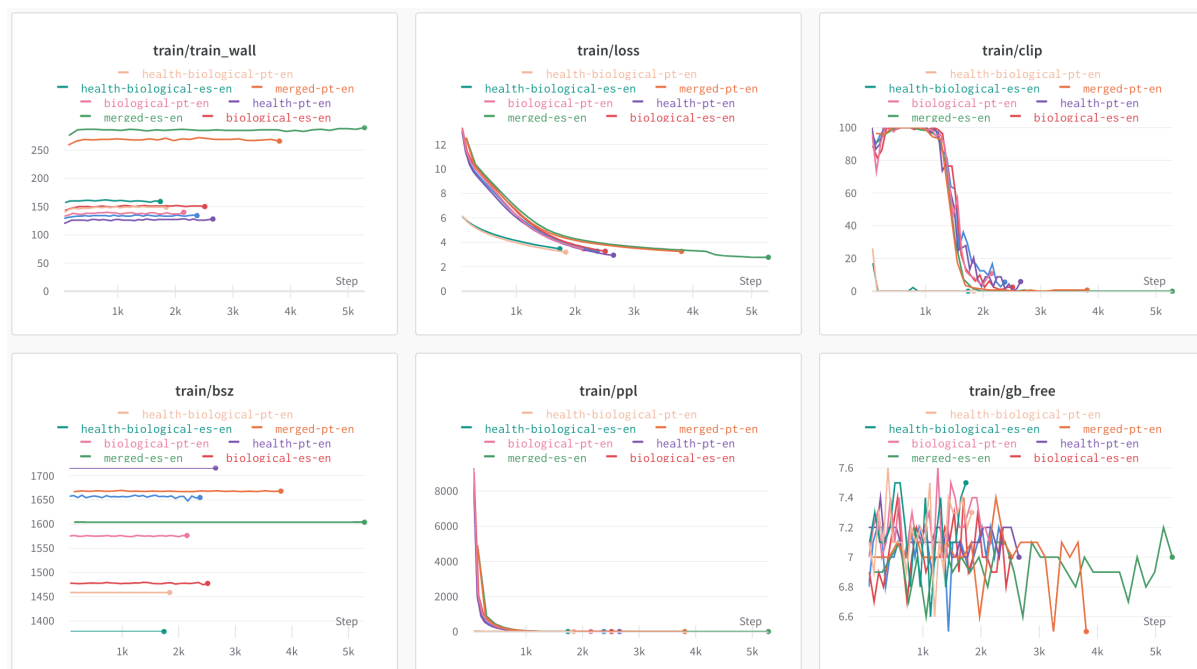 train/train_wall
health-biological-pt-en
health-biological-es-en merged-pt-en
biological-pt-en health-pt-en
merged-es-en biological-es-en
250
200
150
100
50
0
Step
1k 2k 3k 4k 5k
train/loss
health-biological-pt-en
health-biological-es-en merged-pt-en
biological-pt-en health-pt-en
merged-es-en biological-es-en
12
10
8
6
4
2
0
Step
1k 2k 3k 4k 5k
train/clip
health-biological-pt-en
health-biological-es-en merged-pt-en
biological-pt-en health-pt-en
merged-es-en biological-es-en
100
80
60
40
20
0
Step
1k 2k 3k 4k 5k
train/bsz
health-biological-pt-en
health-biological-es-en merged-pt-en
biological-pt-en health-pt-en
merged-es-en biological-es-en
1700
1650
1600
1550
1500
1450
1400
Step
1k 2k 3k 4k 5k
train/ppl
health-biological-pt-en
health-biological-es-en merged-pt-en
biological-pt-en health-pt-en
merged-es-en biological-es-en
8000
6000
4000
2000
0
Step
1k 2k 3k 4k 5k
train/gb_free
health-biological-pt-en
health-biological-es-en merged-pt-en
biological-pt-en health-pt-en
merged-es-en biological-es-en
7.6
7.4
7.2
7
6.8
6.6
Step
1k 2k 3k 4k 5k